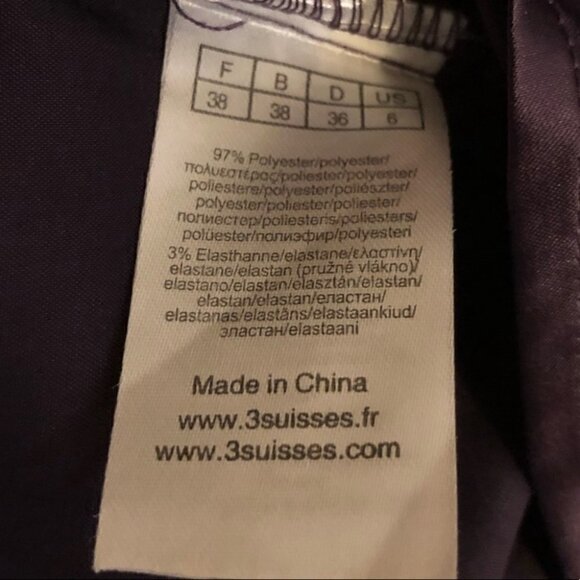 F B D US
38 38 36 6
97% Polyester/polyester/
πολυεστέρας/poliester/poliester/
poliestere/polyester/poliészter/
polyester/poliester/polyester/
полиестер/poliesteris/poliesters/
polüester/полиэфир/polyesteri
3% Elasthanne/elastane/ελαστίνη/
elastane/elastan (pružné vlákno)/
elastano/elastan/elasztán/elastan/
elastan/elastan/еластан/
elastanas/elastāns/elastaankiud/
эластан/elastaani
Made in China
www.3suisses.fr
www.3suisses.com